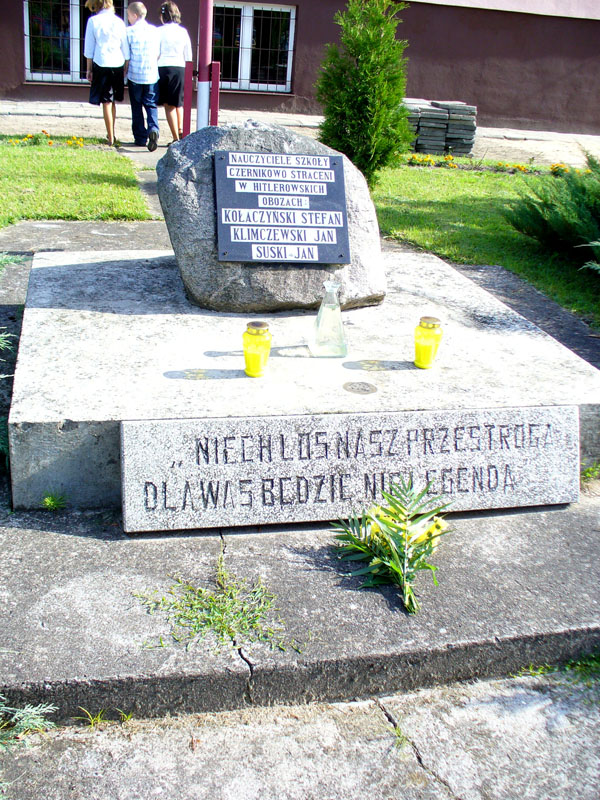 NAUCZYCIELE SZKOŁY
CZERNIKOWO STRACENI
W HITLEROWSKICH
OBOZACH:
KOŁACZYŃSKI STEFAN
KLIMCZEWSKI JAN
SUSKI JAN
„NIECH LOS NASZ PRZESTROGĄ
DLA WAS BĘDZIE NIE LEGENDĄ"